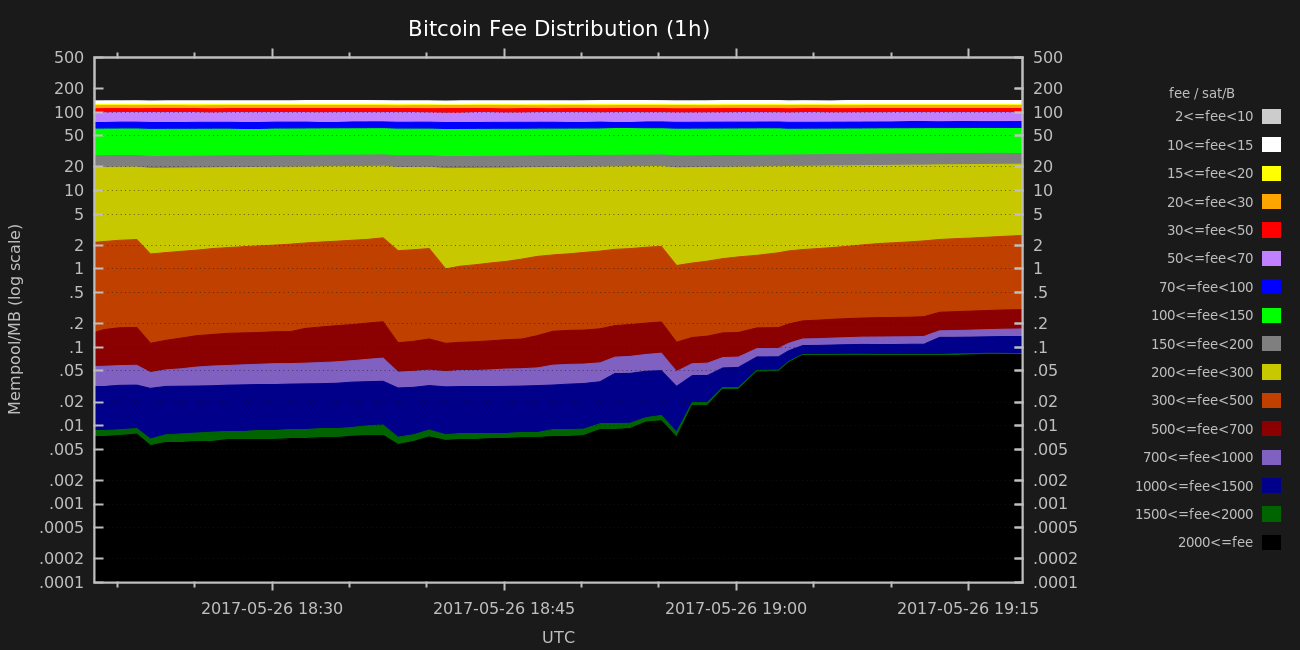 Bitcoin Fee Distribution (1h)
Mempool/MB (log scale)
500
200
100
50
20
10
5
2
1
.5
.2
.1
.05
.02
.01
.005
.002
.001
.0005
.0002
.0001
500
200
100
50
20
10
5
2
1
.5
.2
.1
.05
.02
.01
.005
.002
.001
.0005
.0002
.0001
2017-05-26 18:30
2017-05-26 18:45
2017-05-26 19:00
2017-05-26 19:15
UTC
fee / sat/B
2<=fee<10
10<=fee<15
15<=fee<20
20<=fee<30
30<=fee<50
50<=fee<70
70<=fee<100
100<=fee<150
150<=fee<200
200<=fee<300
300<=fee<500
500<=fee<700
700<=fee<1000
1000<=fee<1500
1500<=fee<2000
2000<=fee